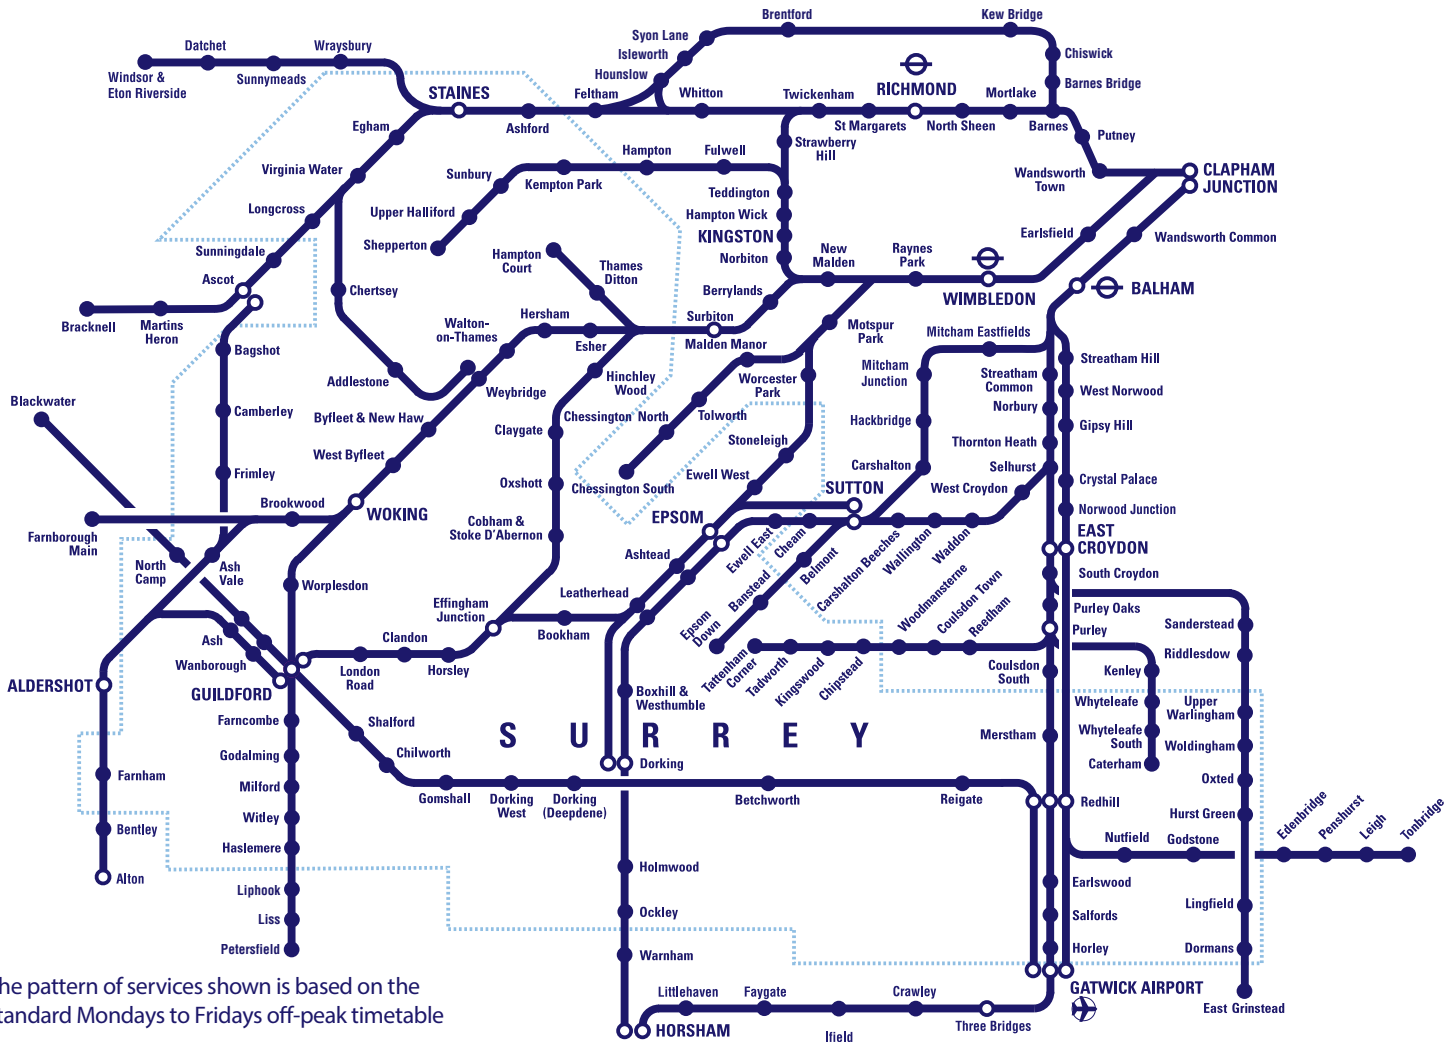 Brentford
Kew Bridge
Syon Lane
Isleworth
Hounslow
Chiswick
Barnes Bridge
Datchet
Wraysbury
Windsor &
Eton Riverside
Sunnymeads
STAINES
Feltham
Ashford
Whitton
Twickenham
RICHMOND
St Margarets
North Sheen
Mortlake
Barnes
Putney
Wandsworth
Town
CLAPHAM
JUNCTION
Egham
Virginia Water
Longcross
Sunningdale
Ascot
Bracknell
Martins
Heron
Strawberry
Hill
Fulwell
Hampton
Kempton Park
Sunbury
Upper Halliford
Shepperton
Teddington
Hampton Wick
KINGSTON
Norbiton
New
Malden
Raynes
Park
WIMBLEDON
Earlsfield
Wandsworth Common
BALHAM
Hampton
Court
Thames
Ditton
Berrylands
Surbiton
Malden Manor
Motspur
Park
Hersham
Esher
Walton-
on-Thames
Weybridge
Chertsey
Addlestone
Byfleet & New Haw
West Byfleet
WOKING
Brookwood
Farnborough
Main
Blackwater
Bagshot
Camberley
Frimley
North
Camp
Ash
Vale
Ash
Wanborough
GUILDFORD
ALDERSHOT
Farnham
Bentley
Alton
Worplesdon
Hinchley
Wood
Claygate
Oxshott
Cobham &
Stoke D'Abernon
Effingham
Junction
Clandon
London
Road
Horsley
Bookham
Leatherhead
Ashtead
EPSOM
Chessington North
Tolworth
Chessington South
Worcester
Park
Stoneleigh
Ewell West
SUTTON
Ewell East
Cheam
Belmont
Banstead
Epsom
Down
Carshalton Beeches
Wallington
Waddon
West Croydon
Carshalton
Hackbridge
Mitcham
Junction
Mitcham Eastfields
Streatham
Common
Norbury
Thornton Heath
Selhurst
Streatham Hill
West Norwood
Gipsy Hill
Crystal Palace
Norwood Junction
EAST
CROYDON
South Croydon
Purley Oaks
Purley
Tattenham
Corner
Tadworth
Kingswood
Chipstead
Woodmansterne
Coulsdon Town
Reedham
Coulsdon
South
Kenley
Whyteleafe
Whyteleafe
South
Caterham
Sanderstead
Riddlesdow
Upper
Warlingham
Woldingham
Oxted
Hurst Green
Lingfield
Dormans
East Grinstead
Merstham
Redhill
Nutfield
Godstone
Edenbridge
Penshurst
Leigh
Tonbridge
Farncombe
Godalming
Milford
Witley
Haslemere
Liphook
Liss
Petersfield
Shalford
Chilworth
Gomshall
Dorking
West
Dorking
(Deepdene)
Betchworth
Reigate
SURREY
Boxhill &
Westhumble
Dorking
Holmwood
Ockley
Warnham
HORSHAM
Littlehaven
Faygate
Ifield
Crawley
Three Bridges
Earlswood
Salfords
Horley
GATWICK AIRPORT
he pattern of services shown is based on the
tandard Mondays to Fridays off-peak timetable